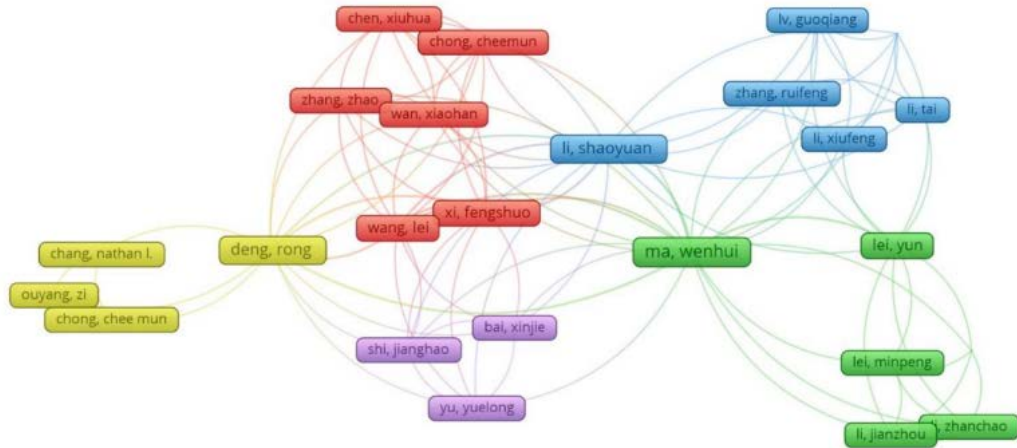 chen, xiuhua
chong, cheemun
lv, guoqiang
zhang, zhao
wan, xiaohan
zhang, ruifeng
li, tai
li, xiufeng
li, shaoyuan
xi, fengshuo
wang, lei
deng, rong
ma, wenhui
lei, yun
chang, nathan l.
ouyang, zi
chong, chee mun
bai, xinjie
shi, jianghao
yu, yuelong
lei, minpeng
li, zhanchao
li, jianzhou